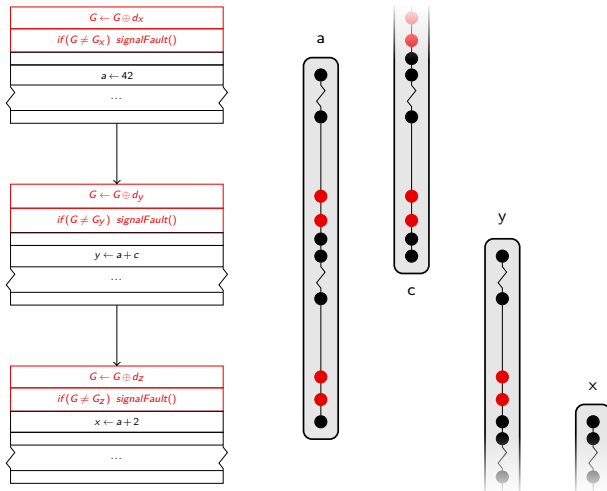 G ← G ⊕ dx
if(G ≠ Gx) signalFault()
a ← 42
...
G ← G ⊕ dy
if(G ≠ Gy) signalFault()
y ← a + c
...
G ← G ⊕ dz
if(G ≠ Gz) signalFault()
x ← a + 2
...
a
c
y
x